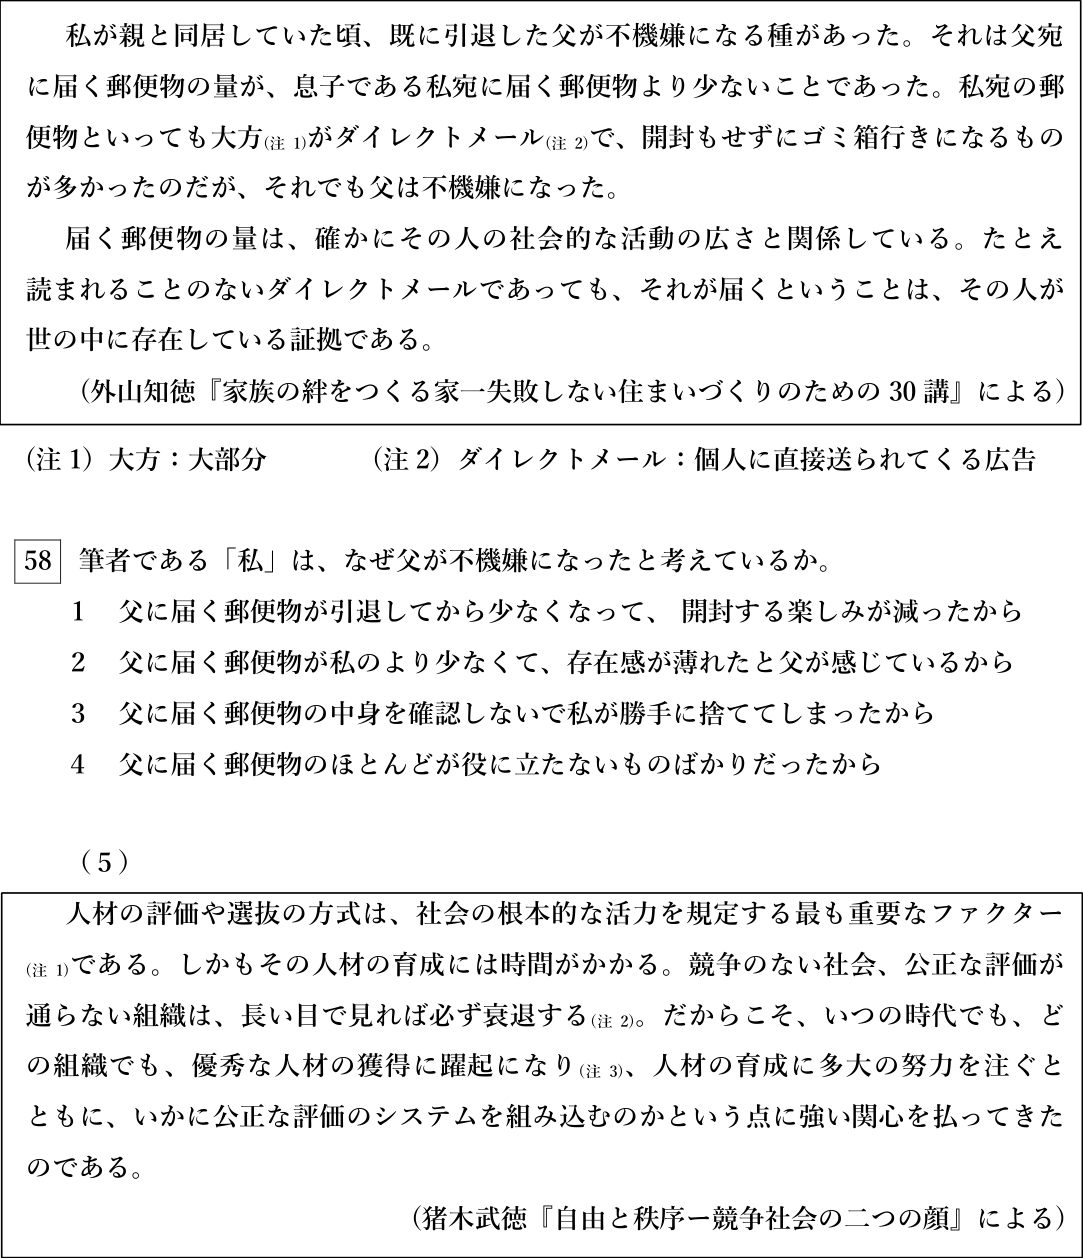 私が親と同居していた頃、既に引退した父が不機嫌になる種があった。それは父宛
に届く郵便物の量が、息子である私宛に届く郵便物より少ないことであった。私宛の郵
便物といっても大方(注 1)がダイレクトメール(注 2)で、開封もせずにゴミ箱行きになるもの
が多かったのだが、それでも父は不機嫌になった。
届く郵便物の量は、確かにその人の社会的な活動の広さと関係している。たとえ
読まれることのないダイレクトメールであっても、それが届くということは、その人が
世の中に存在している証拠である。
（外山知徳『家族の絆をつくる家一失敗しない住まいづくりのための 30 講』による）
（注 1）大方：大部分 （注 2）ダイレクトメール：個人に直接送られてくる広告
58 筆者である「私」は、なぜ父が不機嫌になったと考えているか。
1 父に届く郵便物が引退してから少なくなって、 開封する楽しみが減ったから
2 父に届く郵便物が私のより少なくて、存在感が薄れたと父が感じているから
3 父に届く郵便物の中身を確認しないで私が勝手に捨ててしまったから
4 父に届く郵便物のほとんどが役に立たないものばかりだったから
（5）
人材の評価や選抜の方式は、社会の根本的な活力を規定する最も重要なファクター
(注 1)である。しかもその人材の育成には時間がかかる。競争のない社会、公正な評価が
通らない組織は、長い目で見れば必ず衰退する(注 2)。だからこそ、いつの時代でも、ど
の組織でも、優秀な人材の獲得に躍起になり(注 3)、人材の育成に多大の努力を注ぐと
ともに、いかに公正な評価のシステムを組み込むのかという点に強い関心を払ってきた
のである。
（猪木武徳『自由と秩序ー競争社会の二つの顔』による）